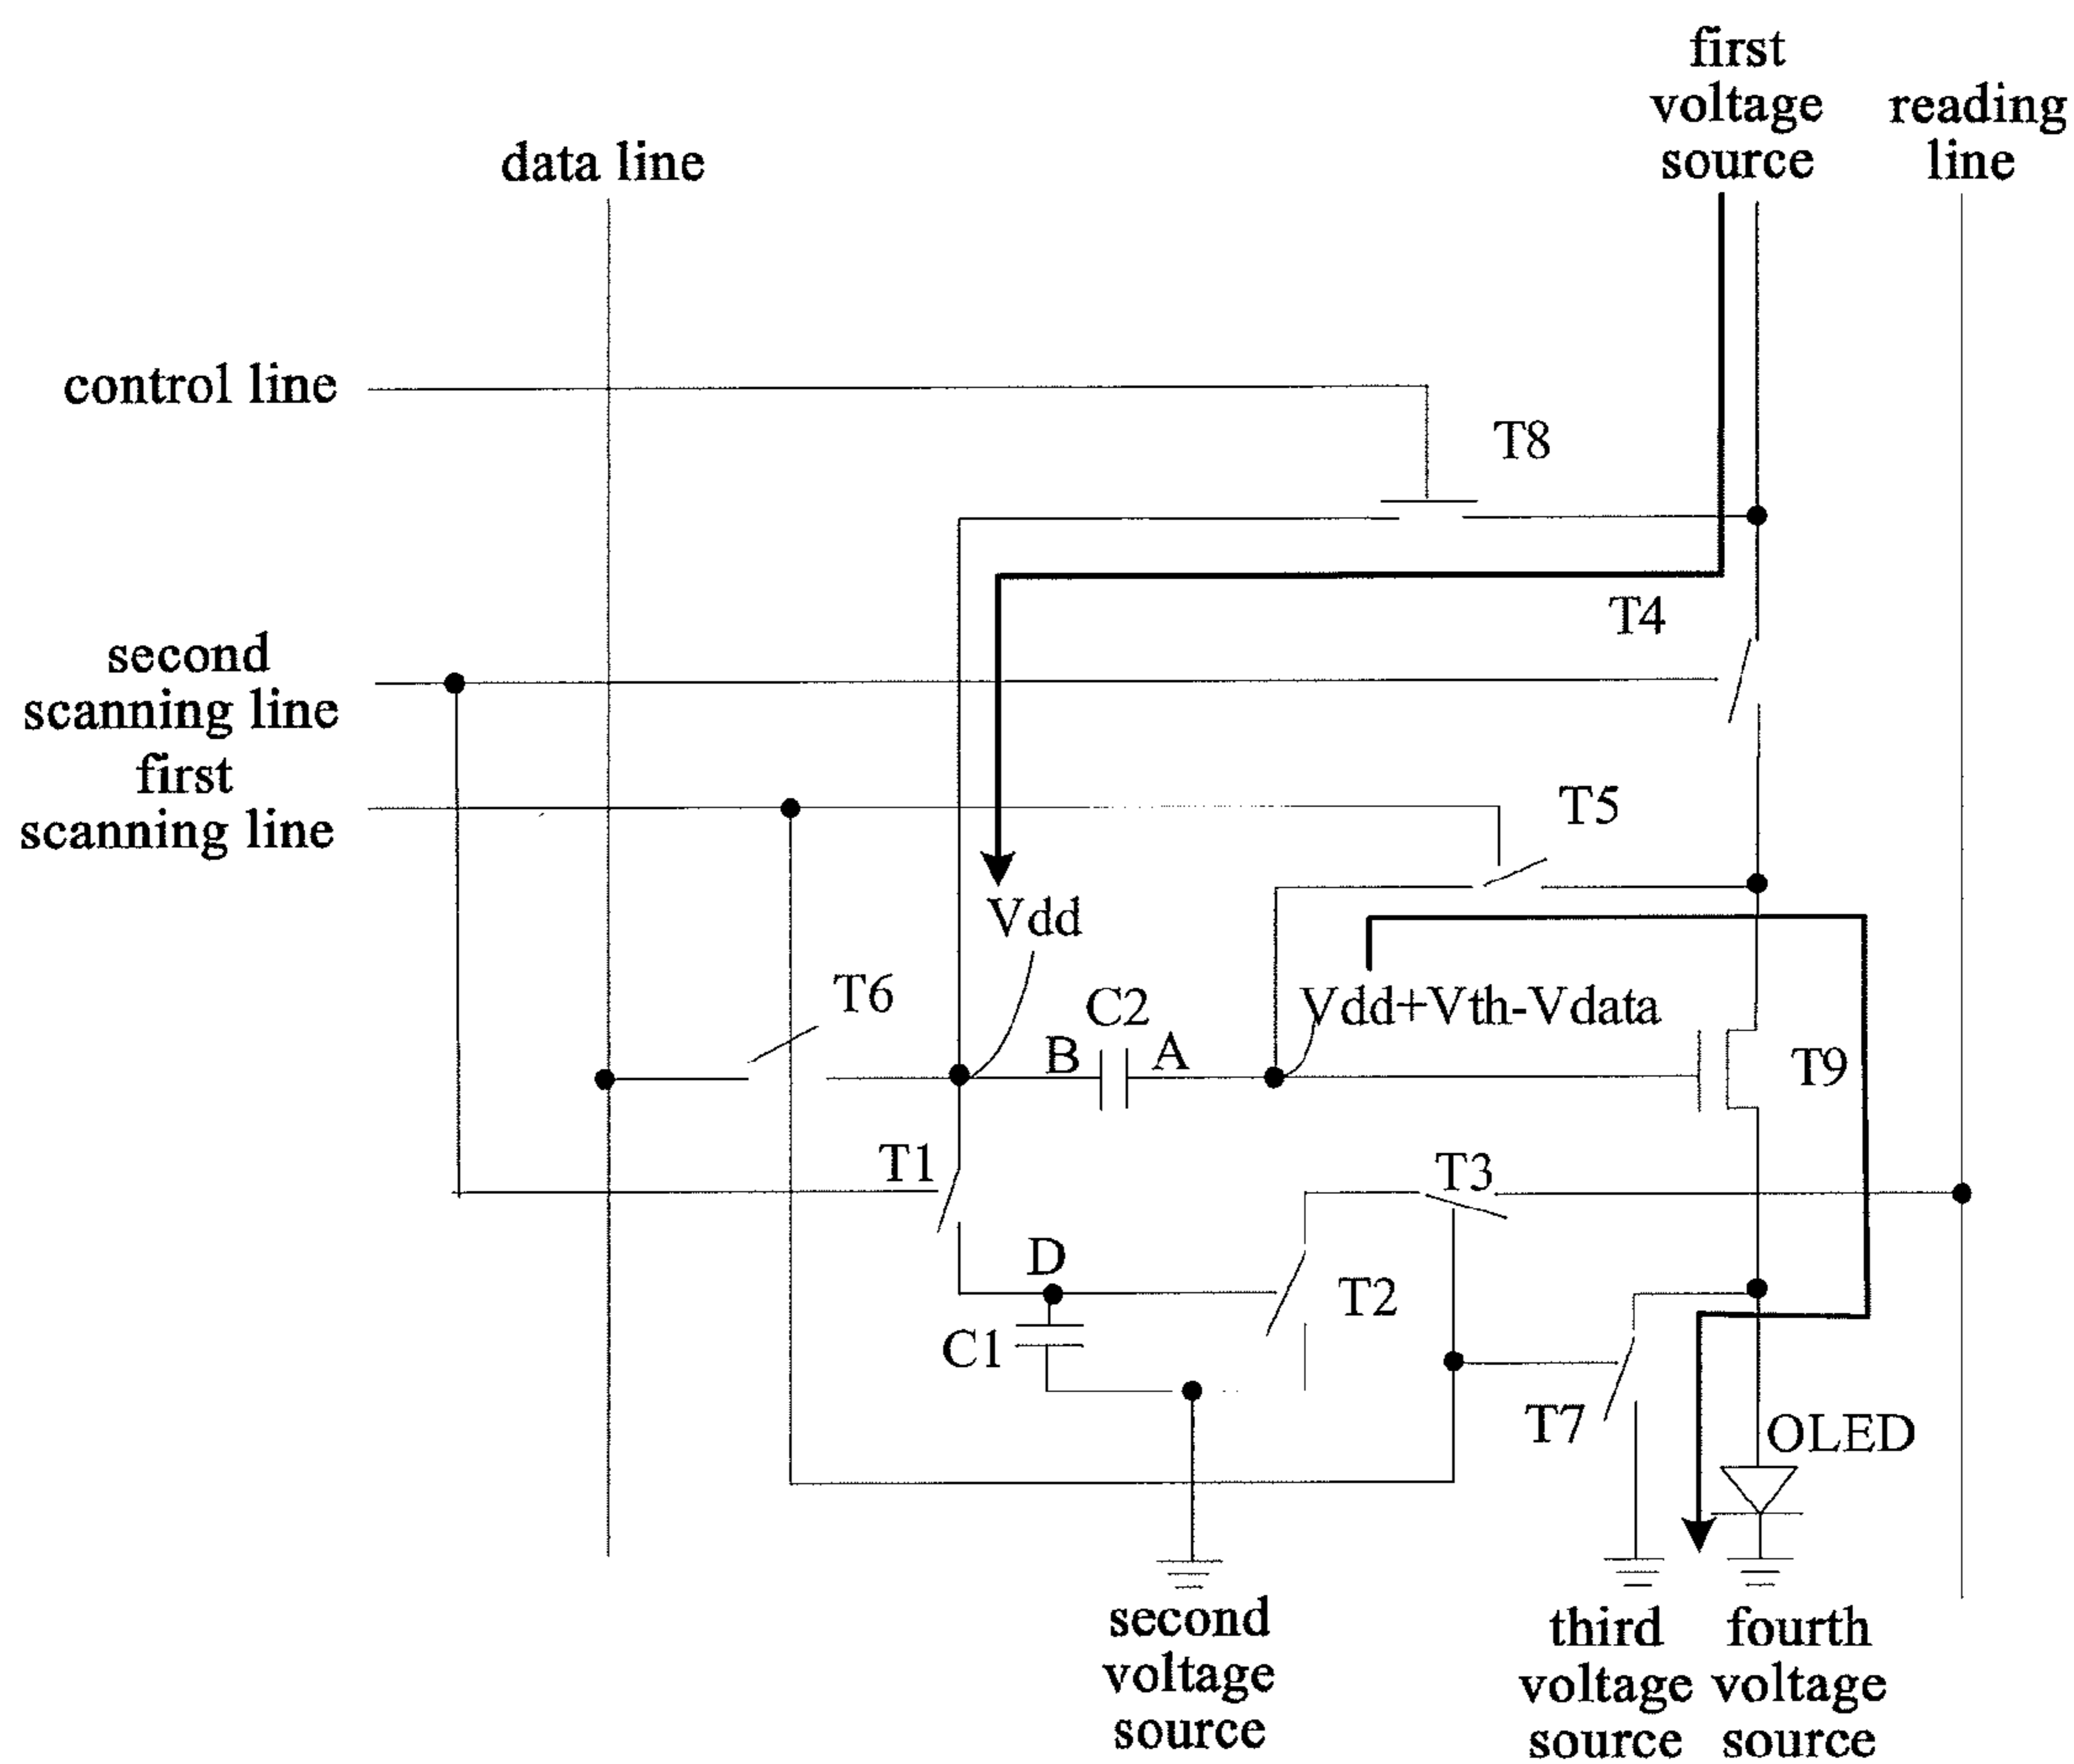 first
voltage
source
reading
line
data line
control line
T8
T4
second
scanning line
first
scanning line
T5
Vdd
T6
C2
Vdd+Vth-Vdata
B
A
T9
T1
T3
D
T2
C1
T7
OLED
second
voltage
source
third
voltage
source
fourth
voltage
source